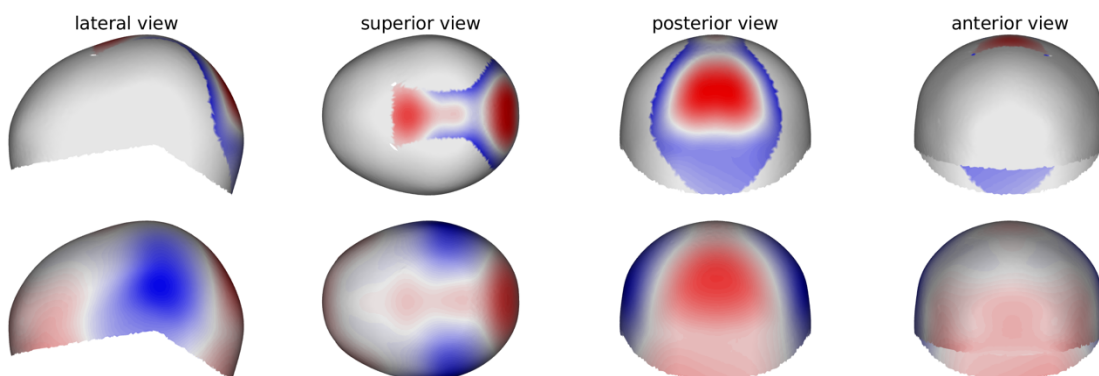 lateral view
superior view
posterior view
anterior view